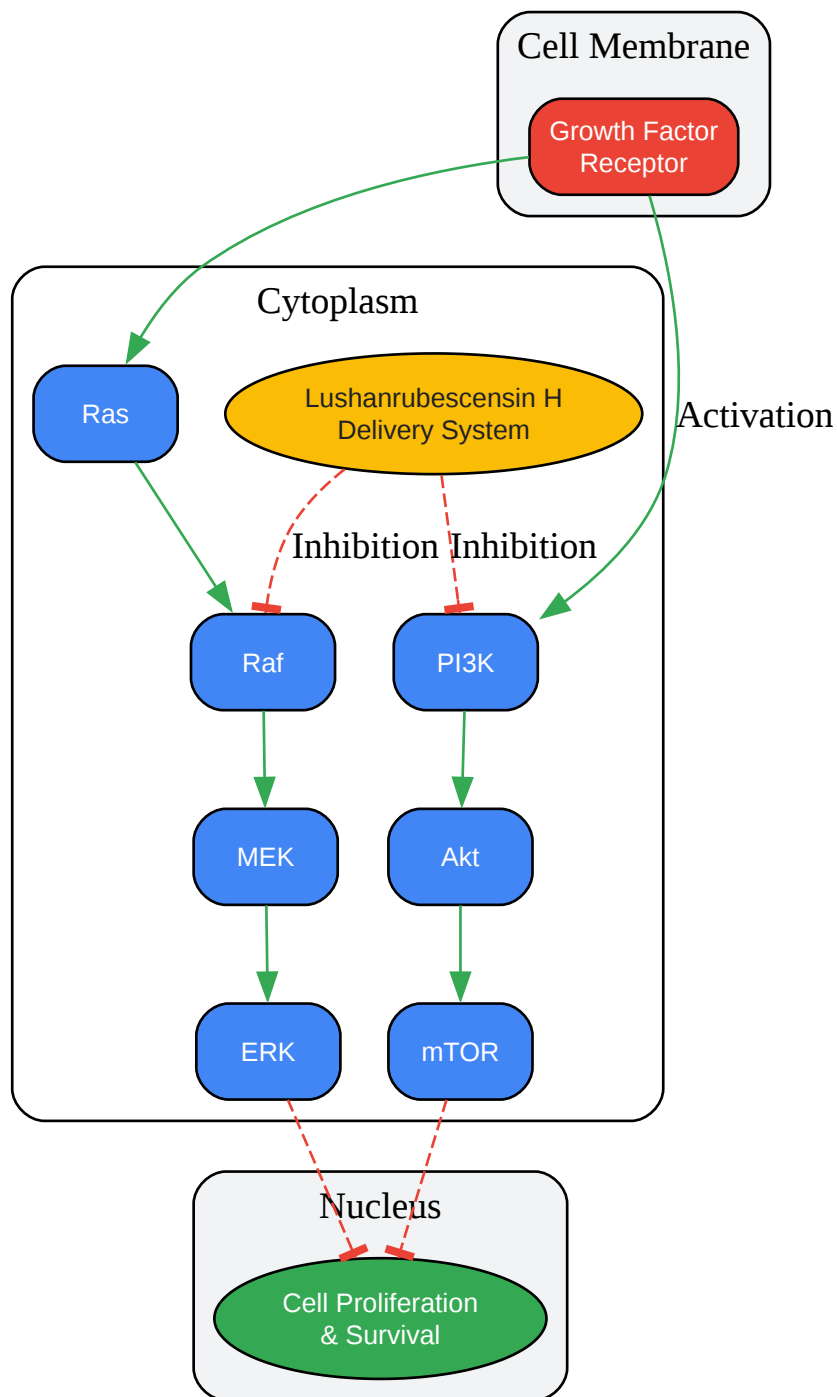 Cell Membrane
Growth Factor
Receptor
Cytoplasm
Ras
Lushanrubescensin H
Delivery System
Activation
Inhibition
Inhibition
Raf
PI3K
MEK
Akt
ERK
mTOR
Nucleus
Cell Proliferation
& Survival